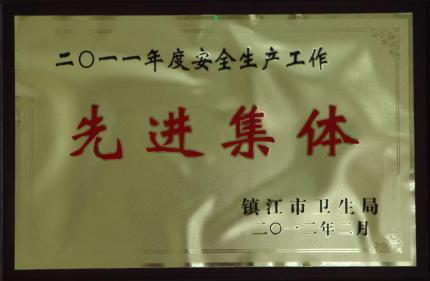 二〇一一年度安全生产工作
先进集体
镇江市卫生局
二〇一二年二月